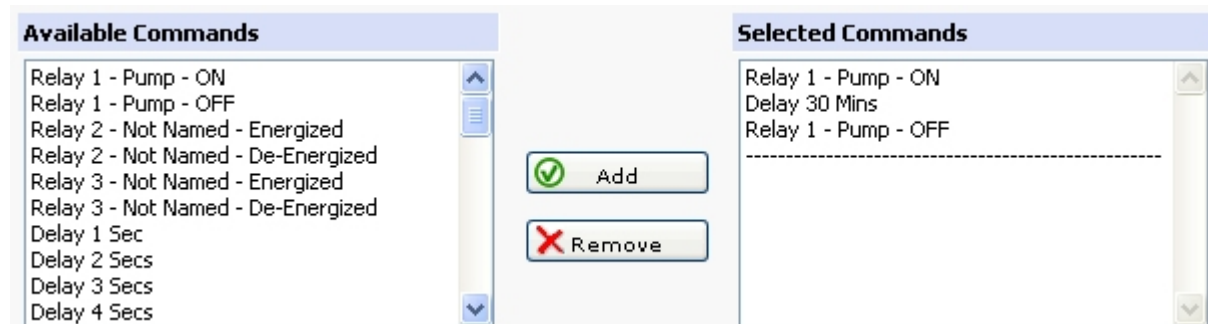 Available Commands
Relay 1 - Pump - ON
Relay 1 - Pump - OFF
Relay 2 - Not Named - Energized
Relay 2 - Not Named - De-Energized
Relay 3 - Not Named - Energized
Relay 3 - Not Named - De-Energized
Delay 1 Sec
Delay 2 Secs
Delay 3 Secs
Delay 4 Secs
Add
Remove
Selected Commands
Relay 1 - Pump - ON
Delay 30 Mins
Relay 1 - Pump - OFF
----------------------------------------------------